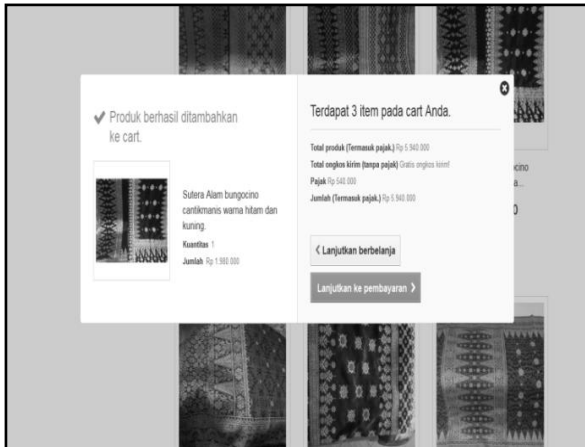 Produk berhasil ditambahkan
ke cart.
Sutera Alam bungocino
cantikmanis warna hitam dan
kuning.
Kuantitas 1
Jumlah Rp 1.980.000
Terdapat 3 item pada cart Anda.
Total produk (Termasuk pajak.) Rp 5.940.000
Total ongkos kirim (tanpa pajak) Gratis ongkos kirim!
Pajak Rp 540.000
Jumlah (Termasuk pajak.) Rp 5.940.000
Lanjutkan berbelanja
Lanjutkan ke pembayaran